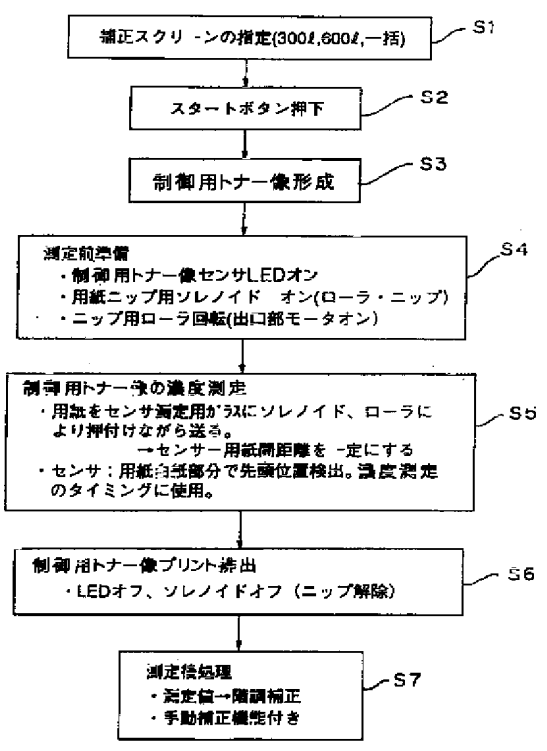 補正スクリーンの指定(300ℓ,600ℓ,一括)
S1
スタートボタン押下
S2
制御用トナー像形成
S3
測定前準備
・制御用トナー像センサLEDオン
・用紙ニップ用ソレノイド オン(ローラ・ニップ)
・ニップ用ローラ回転(出口部モータオン)
S4
制御用トナー像の濃度測定
・用紙をセンサ測定用ガラスにソレノイド、ローラに
より押付けながら送る。
→センサー用紙間距離を一定にする
・センサ:用紙白紙部分で先頭位置検出。濃度測定
のタイミングに使用。
S5
制御用トナー像プリント排出
・LEDオフ、ソレノイドオフ(ニップ解除)
S6
測定後処理
・測定値→階調補正
・手動補正機能付き
S7